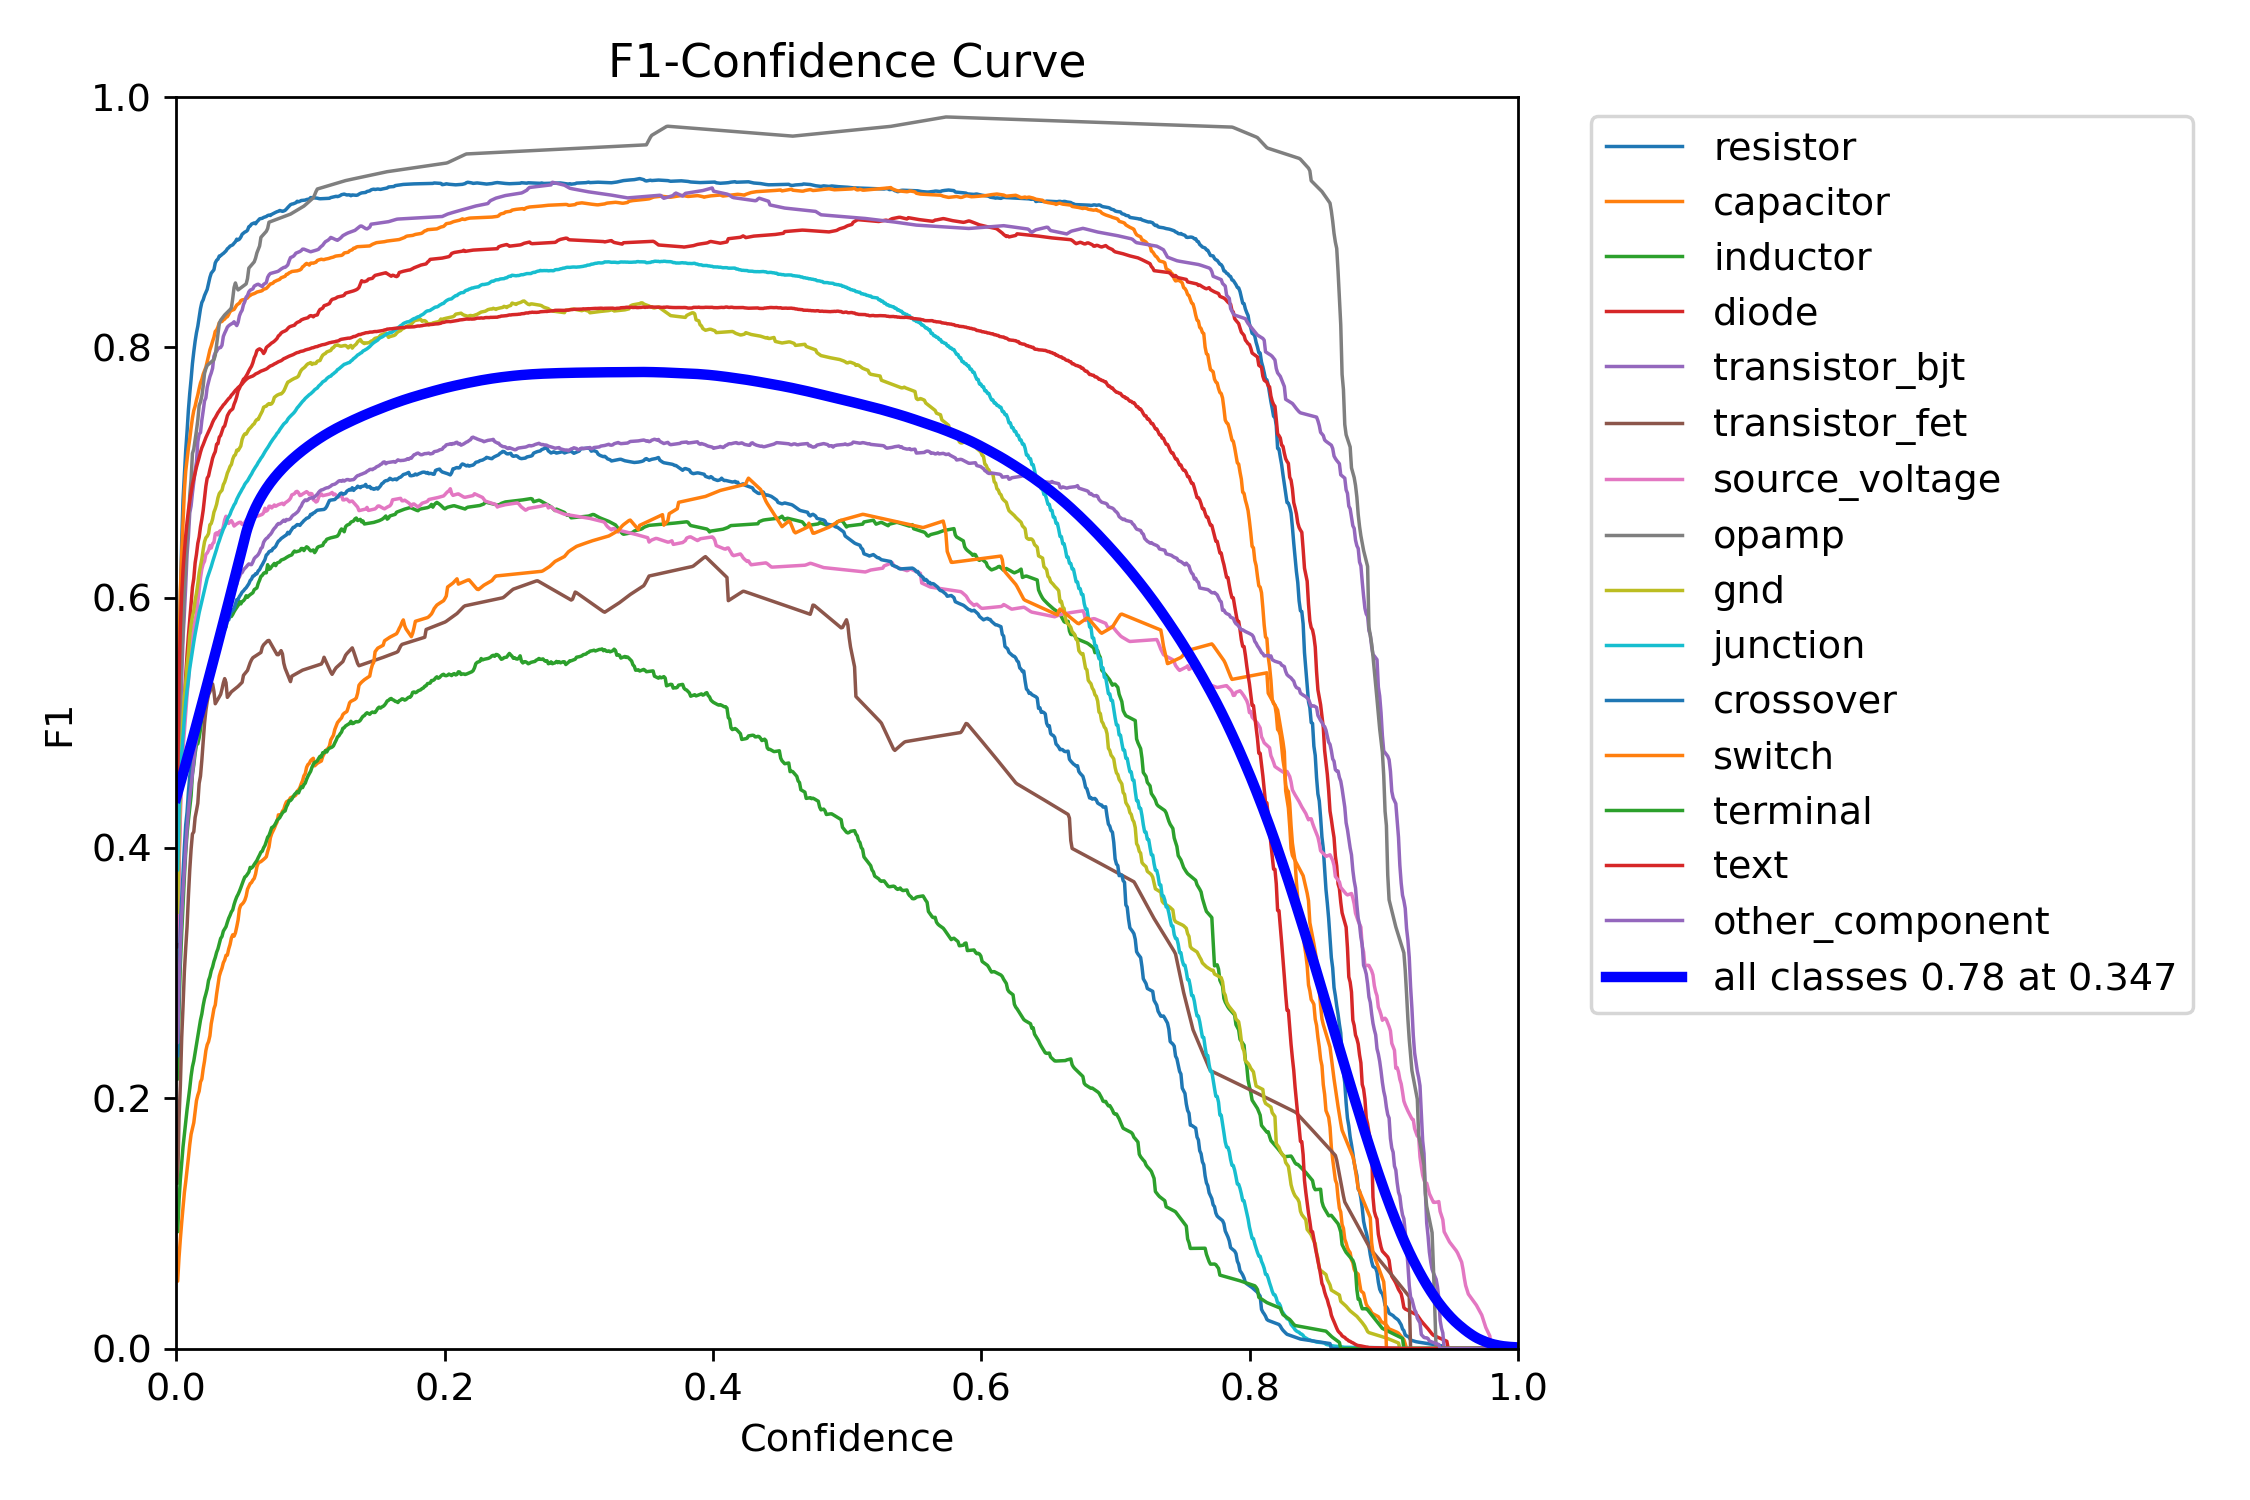 F1-Confidence Curve
1.0
0.8
0.6
0.4
0.2
0.0
F1
0.0 0.2 0.4 0.6 0.8 1.0
Confidence
resistor
capacitor
inductor
diode
transistor_bjt
transistor_fet
source_voltage
opamp
gnd
junction
crossover
switch
terminal
text
other_component
all classes 0.78 at 0.347